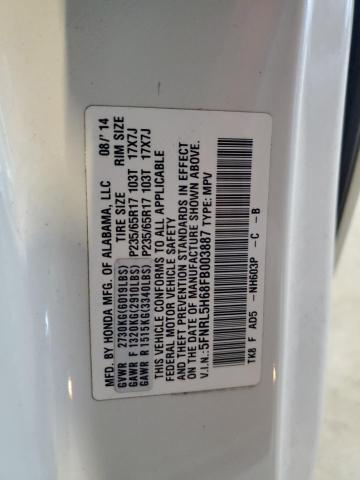 MFD. BY HONDA MFG. OF ALABAMA, LLC 08/'14
TIRE SIZE RIM SIZE
GVWR 2730KG(6019LBS)
GAWR F 1320KG(2910LBS) P235/65R17 103T 17X7J
GAWR R 1515KG(3340LBS) P235/65R17 103T 17X7J
THIS VEHICLE CONFORMS TO ALL APPLICABLE
FEDERAL MOTOR VEHICLE SAFETY
AND THEFT PREVENTION STANDARDS IN EFFECT
ON THE DATE OF MANUFACTURE SHOWN ABOVE.
V.I.N.: 5FNRL5H68FB003887 TYPE: MPV
TK8 F AD5 -NH603P -C -B